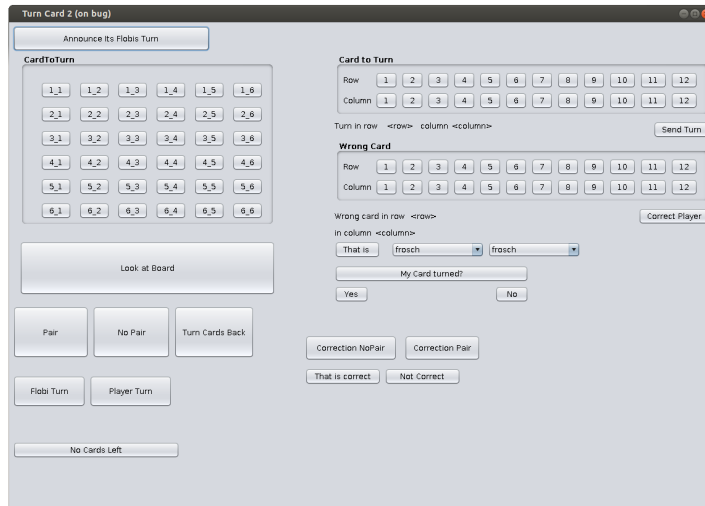 Turn Card 2 (on bug)
Announce Its Flobis Turn
CardToTurn
1_1 1_2 1_3 1_4 1_5 1_6
2_1 2_2 2_3 2_4 2_5 2_6
3_1 3_2 3_3 3_4 3_5 3_6
4_1 4_2 4_3 4_4 4_5 4_6
5_1 5_2 5_3 5_4 5_5 5_6
6_1 6_2 6_3 6_4 6_5 6_6
Look at Board
Pair No Pair Turn Cards Back
Flobi Turn Player Turn
No Cards Left
Card to Turn
Row 1 2 3 4 5 6 7 8 9 10 11 12
Column 1 2 3 4 5 6 7 8 9 10 11 12
Turn in row <row> column <column>
Send Turn
Wrong Card
Row 1 2 3 4 5 6 7 8 9 10 11 12
Column 1 2 3 4 5 6 7 8 9 10 11 12
Wrong card in row <row>
Correct Player
in column <column>
That is frosch frosch
My Card turned?
Yes No
Correction NoPair Correction Pair
That is correct Not Correct